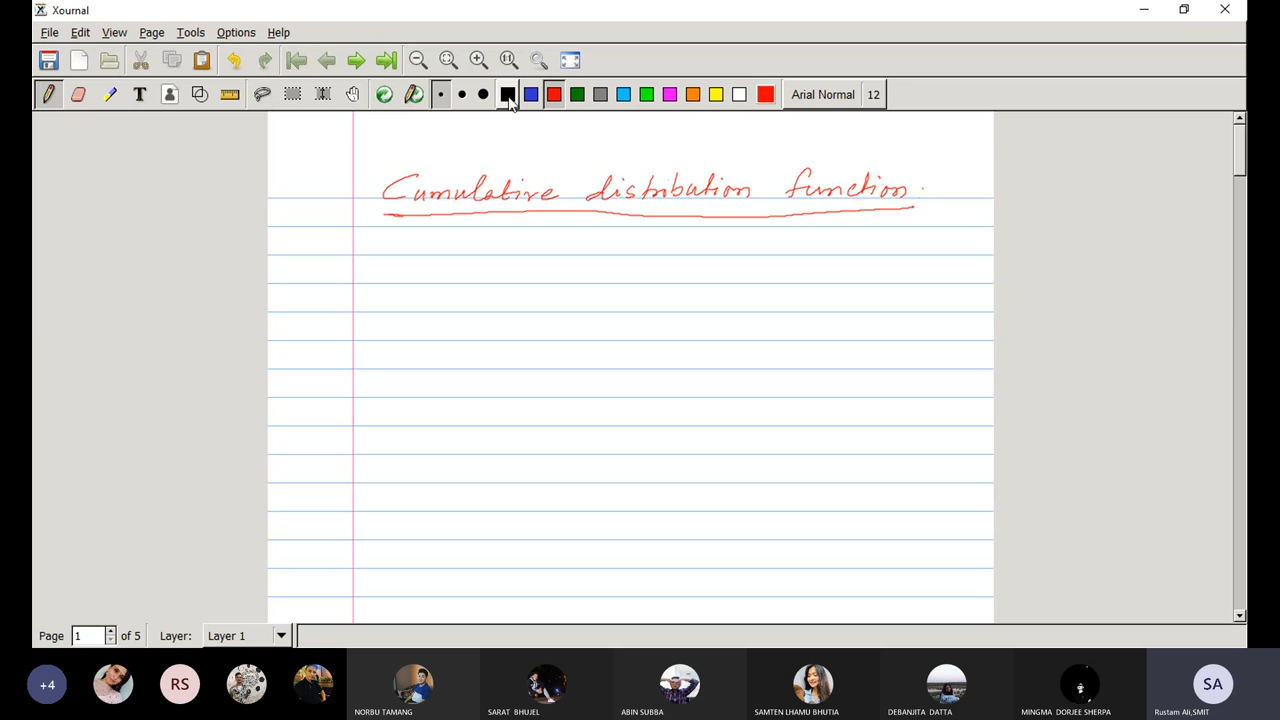 Xournal
File Edit View Page Tools Options Help
T Arial Normal 12
Cumulative distribution function.
Page 1 of 5 Layer: Layer 1
+4 RS SA
NORBU TAMANG SARAT BHUJEL ABIN SUBBA SAMTEN LHAMU BHUTIA DEBANJITA DATTA MINGMA DORJEE SHERPA Rustam Ali,SMIT